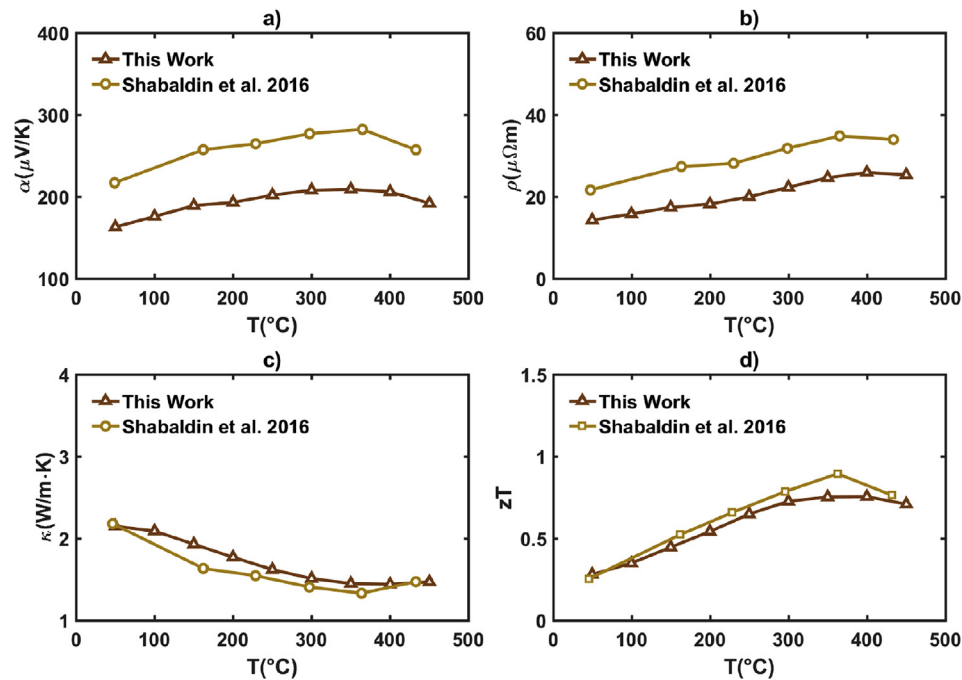 a)
400
300
200
100
α(μV/K)
This Work
Shabaldin et al. 2016
0 100 200 300 400 500
T(°C)
b)
60
40
20
0
ρ(μΩm)
This Work
Shabaldin et al. 2016
0 100 200 300 400 500
T(°C)
c)
4
3
2
1
κ(W/m·K)
This Work
Shabaldin et al. 2016
0 100 200 300 400 500
T(°C)
d)
1.5
1
0.5
0
zT
This Work
Shabaldin et al. 2016
0 100 200 300 400 500
T(°C)